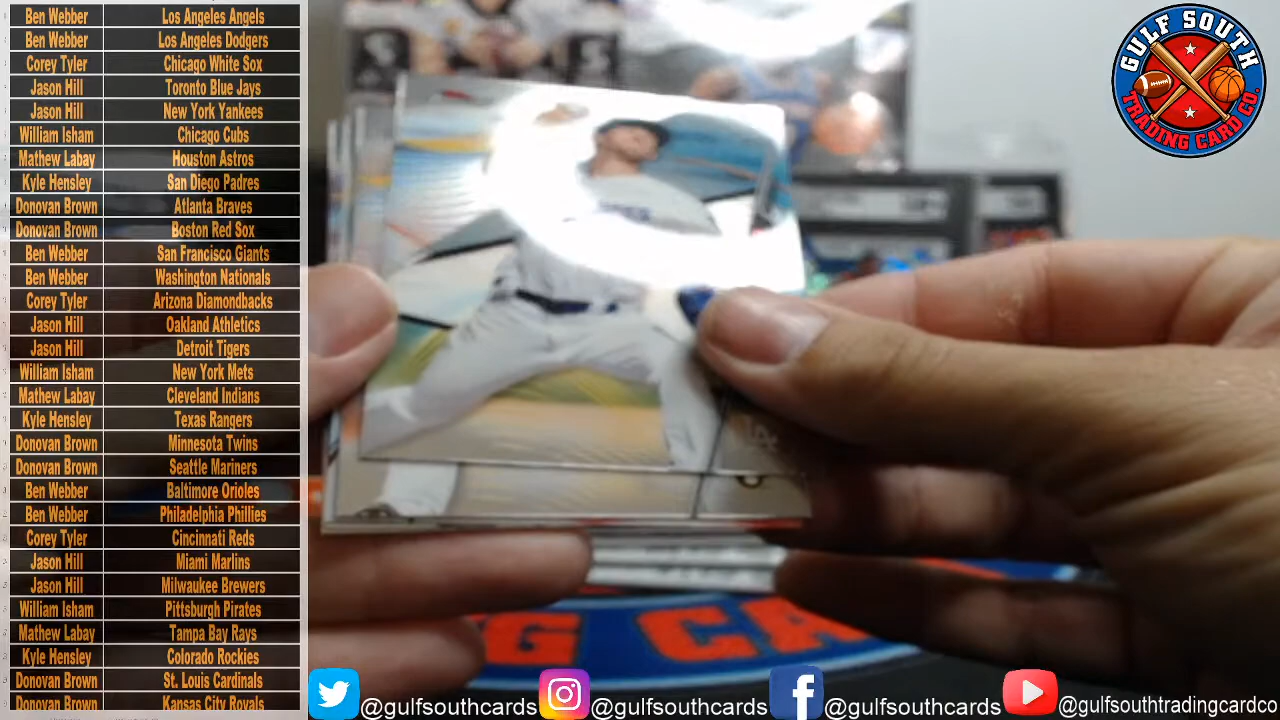 Ben Webber Los Angeles Angels
Ben Webber Los Angeles Dodgers
Corey Tyler Chicago White Sox
Jason Hill Toronto Blue Jays
Jason Hill New York Yankees
William Isham Chicago Cubs
Mathew Labay Houston Astros
Kyle Hensley San Diego Padres
Donovan Brown Atlanta Braves
Donovan Brown Boston Red Sox
Ben Webber San Francisco Giants
Ben Webber Washington Nationals
Corey Tyler Arizona Diamondbacks
Jason Hill Oakland Athletics
Jason Hill Detroit Tigers
William Isham New York Mets
Mathew Labay Cleveland Indians
Kyle Hensley Texas Rangers
Donovan Brown Minnesota Twins
Donovan Brown Seattle Mariners
Ben Webber Baltimore Orioles
Ben Webber Philadelphia Phillies
Corey Tyler Cincinnati Reds
Jason Hill Miami Marlins
Jason Hill Milwaukee Brewers
William Isham Pittsburgh Pirates
Mathew Labay Tampa Bay Rays
Kyle Hensley Colorado Rockies
Donovan Brown St. Louis Cardinals
Donovan Brown Kansas City Royals
GULF SOUTH
TRADING CARD CO.
G CA
@gulfsouthcards @gulfsouthcards @gulfsouthcards @gulfsouthtradingcardco